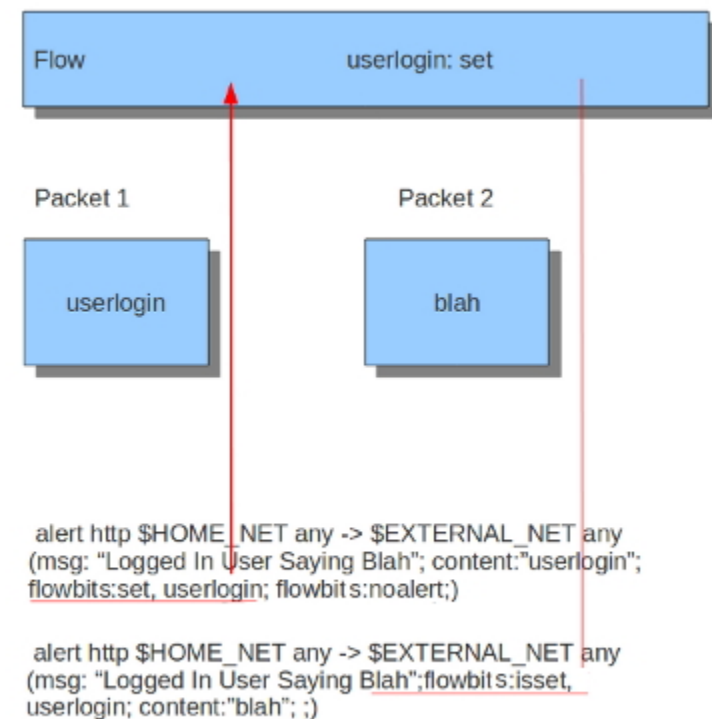 Flow userlogin: set
Packet 1 Packet 2
userlogin blah
alert http $HOME_NET any -> $EXTERNAL_NET any
(msg: “Logged In User Saying Blah”; content:”userlogin”;
flowbits:set, userlogin; flowbits:noalert;)
alert http $HOME_NET any -> $EXTERNAL_NET any
(msg: “Logged In User Saying Blah”;flowbits:isset,
userlogin; content:”blah”; ;)